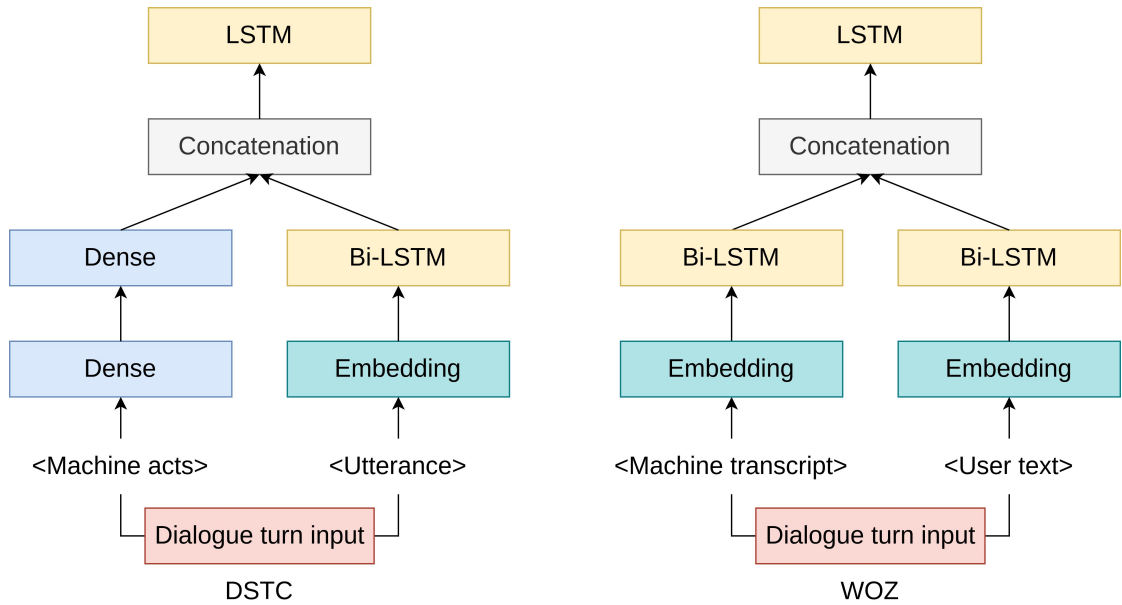 LSTM
Concatenation
Dense
Bi-LSTM
Dense
Embedding
<Machine acts>
<Utterance>
Dialogue turn input
DSTC
LSTM
Concatenation
Bi-LSTM
Bi-LSTM
Embedding
Embedding
<Machine transcript>
<User text>
Dialogue turn input
WOZ